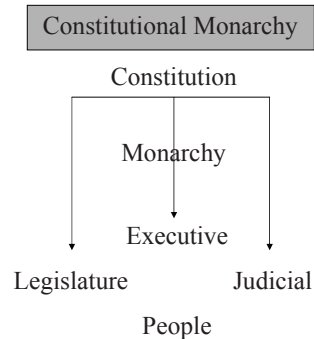 Constitutional Monarchy
Constitution
Monarchy
Executive
Legislature
Judicial
People